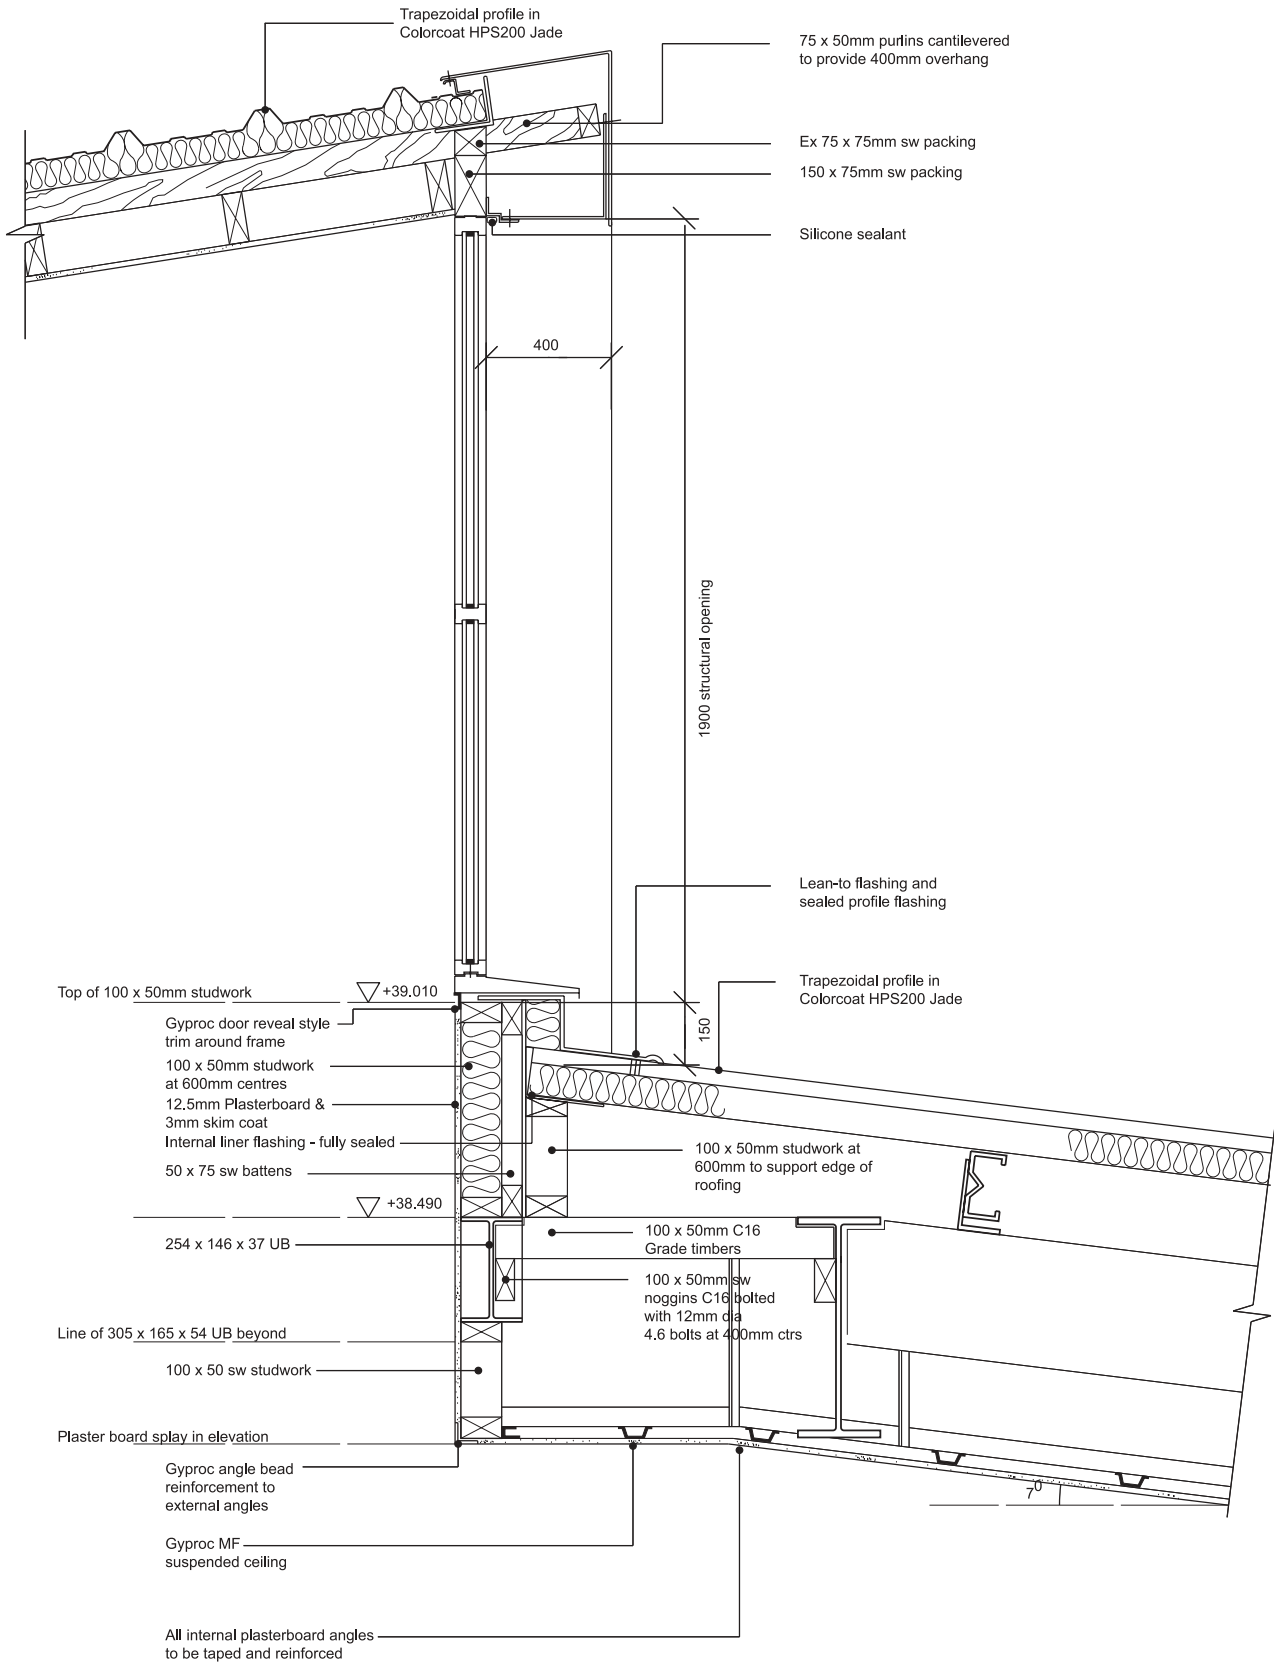 Trapezoidal profile in
Colorcoat HPS200 Jade
75 x 50mm purlins cantilevered
to provide 400mm overhang
Ex 75 x 75mm sw packing
150 x 75mm sw packing
Silicone sealant
400
1900 structural opening
Lean-to flashing and
sealed profile flashing
Trapezoidal profile in
Colorcoat HPS200 Jade
Top of 100 x 50mm studwork
+39.010
150
Gyproc door reveal style
trim around frame
100 x 50mm studwork
at 600mm centres
12.5mm Plasterboard &
3mm skim coat
Internal liner flashing - fully sealed
50 x 75 sw battens
100 x 50mm studwork at
600mm to support edge of
roofing
+38.490
254 x 146 x 37 UB
100 x 50mm C16
Grade timbers
100 x 50mm sw
noggins C16 bolted
with 12mm dia
4.6 bolts at 400mm ctrs
Line of 305 x 165 x 54 UB beyond
100 x 50 sw studwork
Plaster board splay in elevation
Gyproc angle bead
reinforcement to
external angles
7⁰
Gyproc MF
suspended ceiling
All internal plasterboard angles
to be taped and reinforced